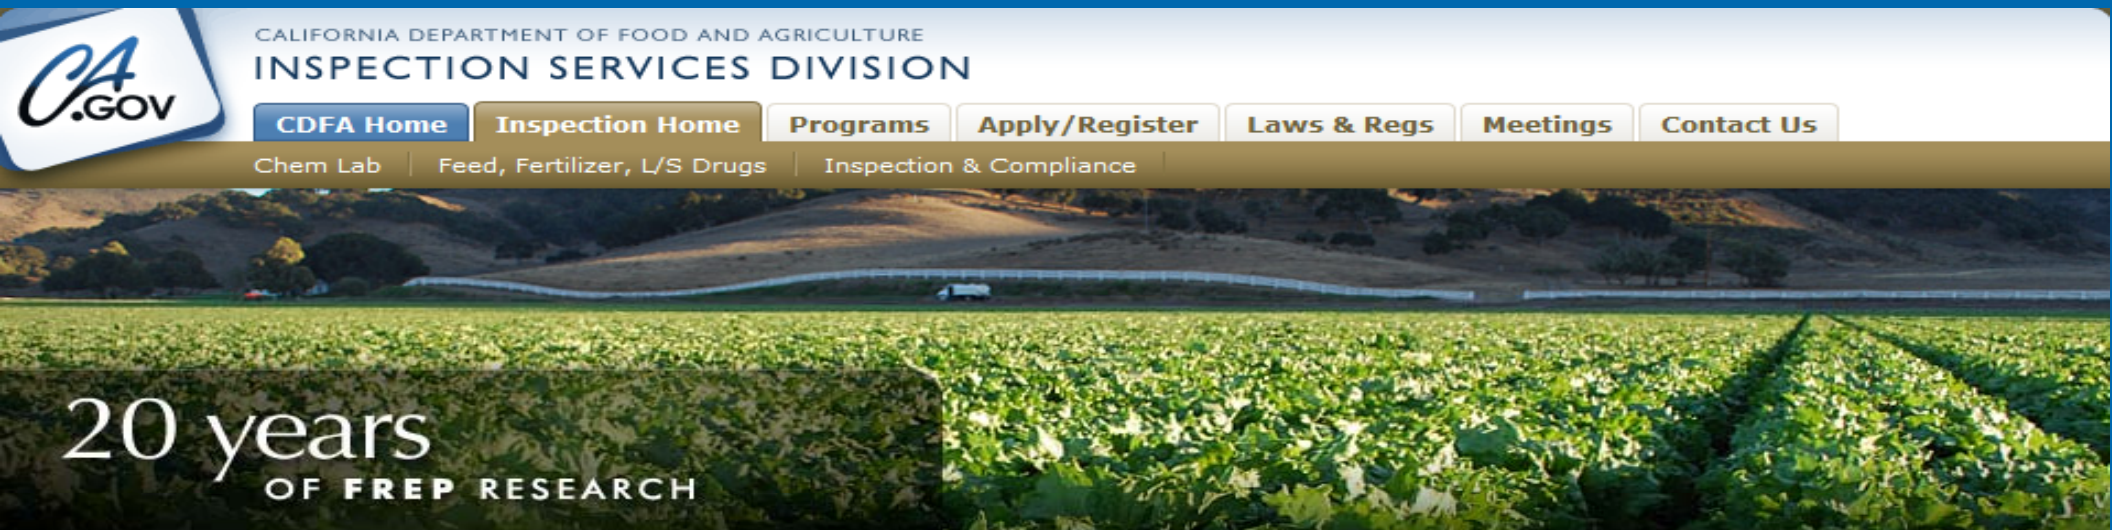 CA
.GOV
CALIFORNIA DEPARTMENT OF FOOD AND AGRICULTURE
INSPECTION SERVICES DIVISION
CDFA Home Inspection Home Programs Apply/Register Laws & Regs Meetings Contact Us
Chem Lab Feed, Fertilizer, L/S Drugs Inspection & Compliance
20 years
OF FREP RESEARCH